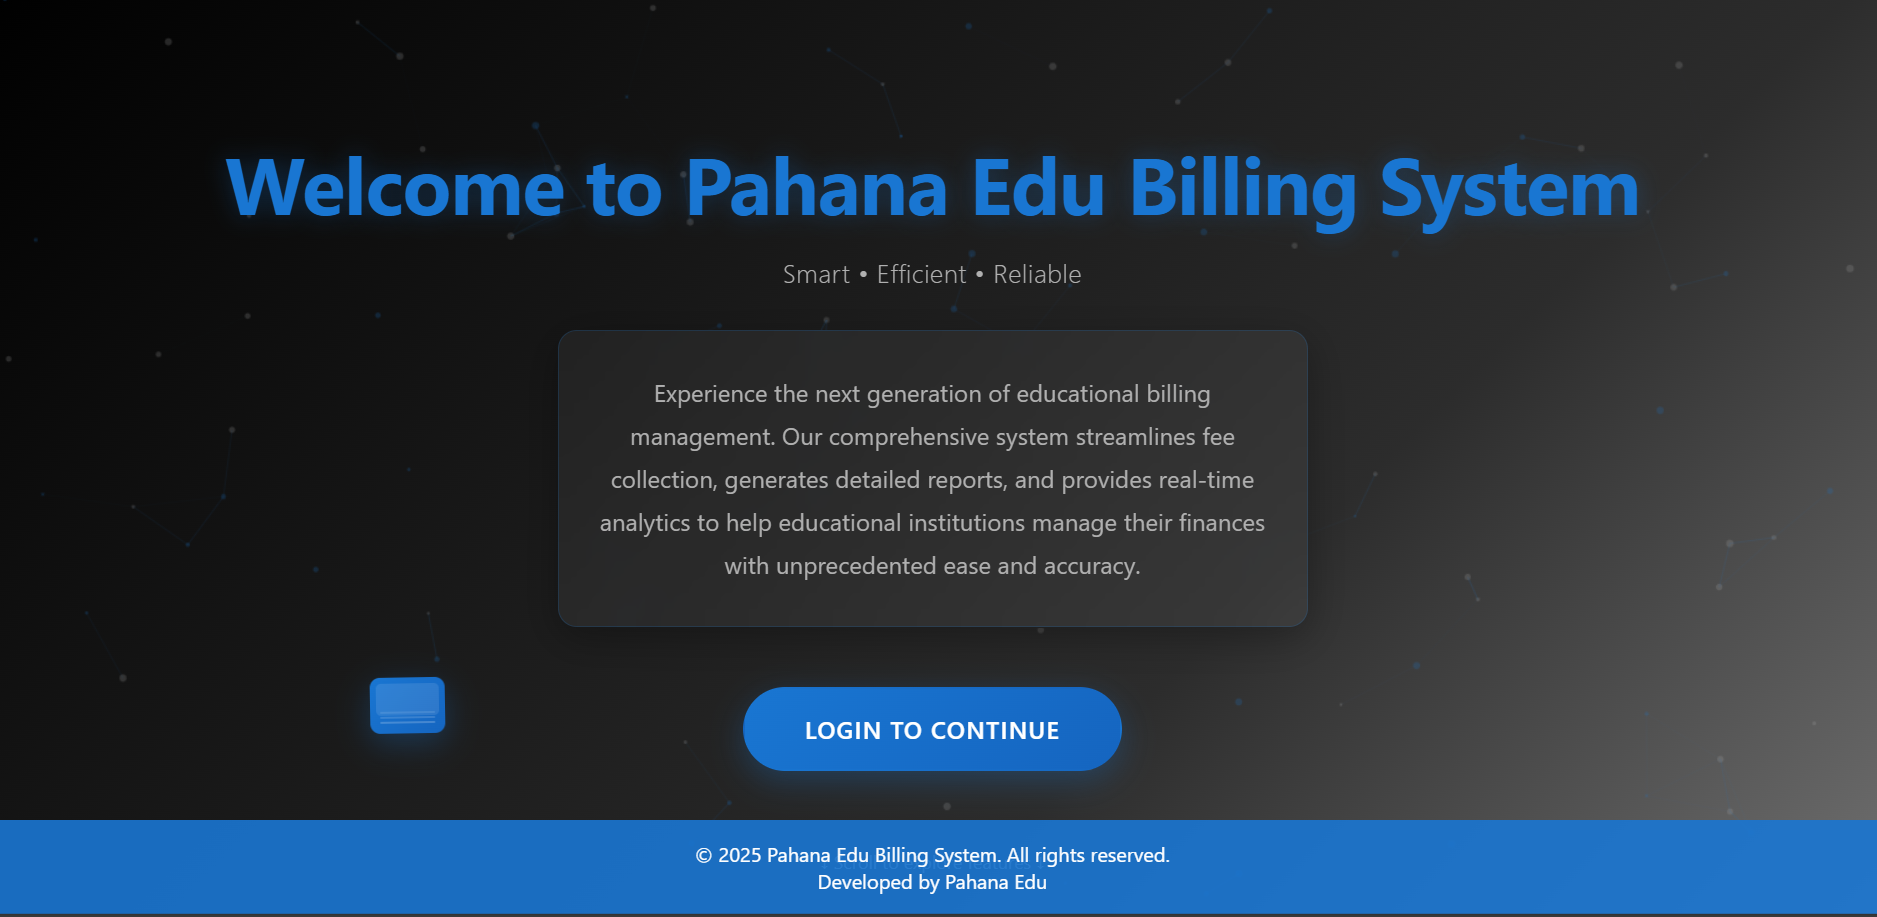 Welcome to Pahana Edu Billing System
Smart • Efficient • Reliable
Experience the next generation of educational billing
management. Our comprehensive system streamlines fee
collection, generates detailed reports, and provides real-time
analytics to help educational institutions manage their finances
with unprecedented ease and accuracy.
LOGIN TO CONTINUE
© 2025 Pahana Edu Billing System. All rights reserved.
Developed by Pahana Edu